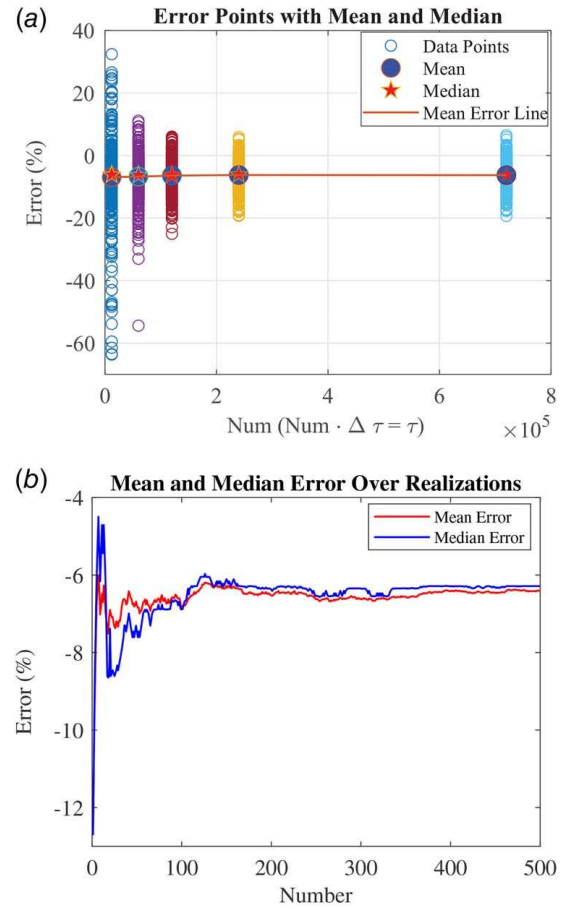 (a)
Error Points with Mean and Median
40
20
0
-20
-40
-60
Error (%)
Data Points
Mean
Median
Mean Error Line
0 2 4 6 8
×10^5
Num (Num · Δ τ = τ)
(b)
Mean and Median Error Over Realizations
-4
-6
-8
-10
-12
Error (%)
Mean Error
Median Error
0 100 200 300 400 500
Number